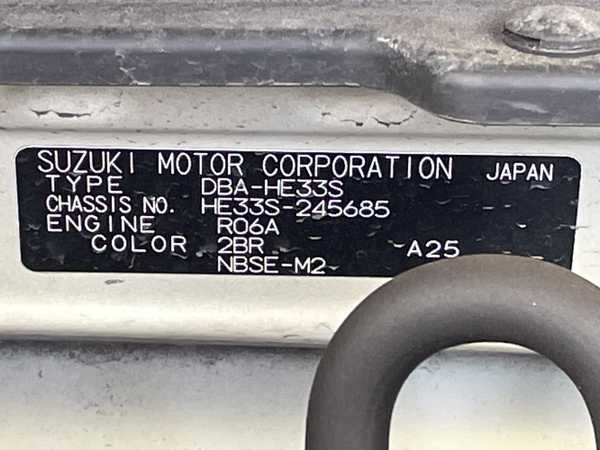 SUZUKI MOTOR CORPORATION JAPAN
TYPE DBA-HE33S
CHASSIS NO. HE33S-245685
ENGINE R06A
COLOR 2BR A25
NBSE-M2